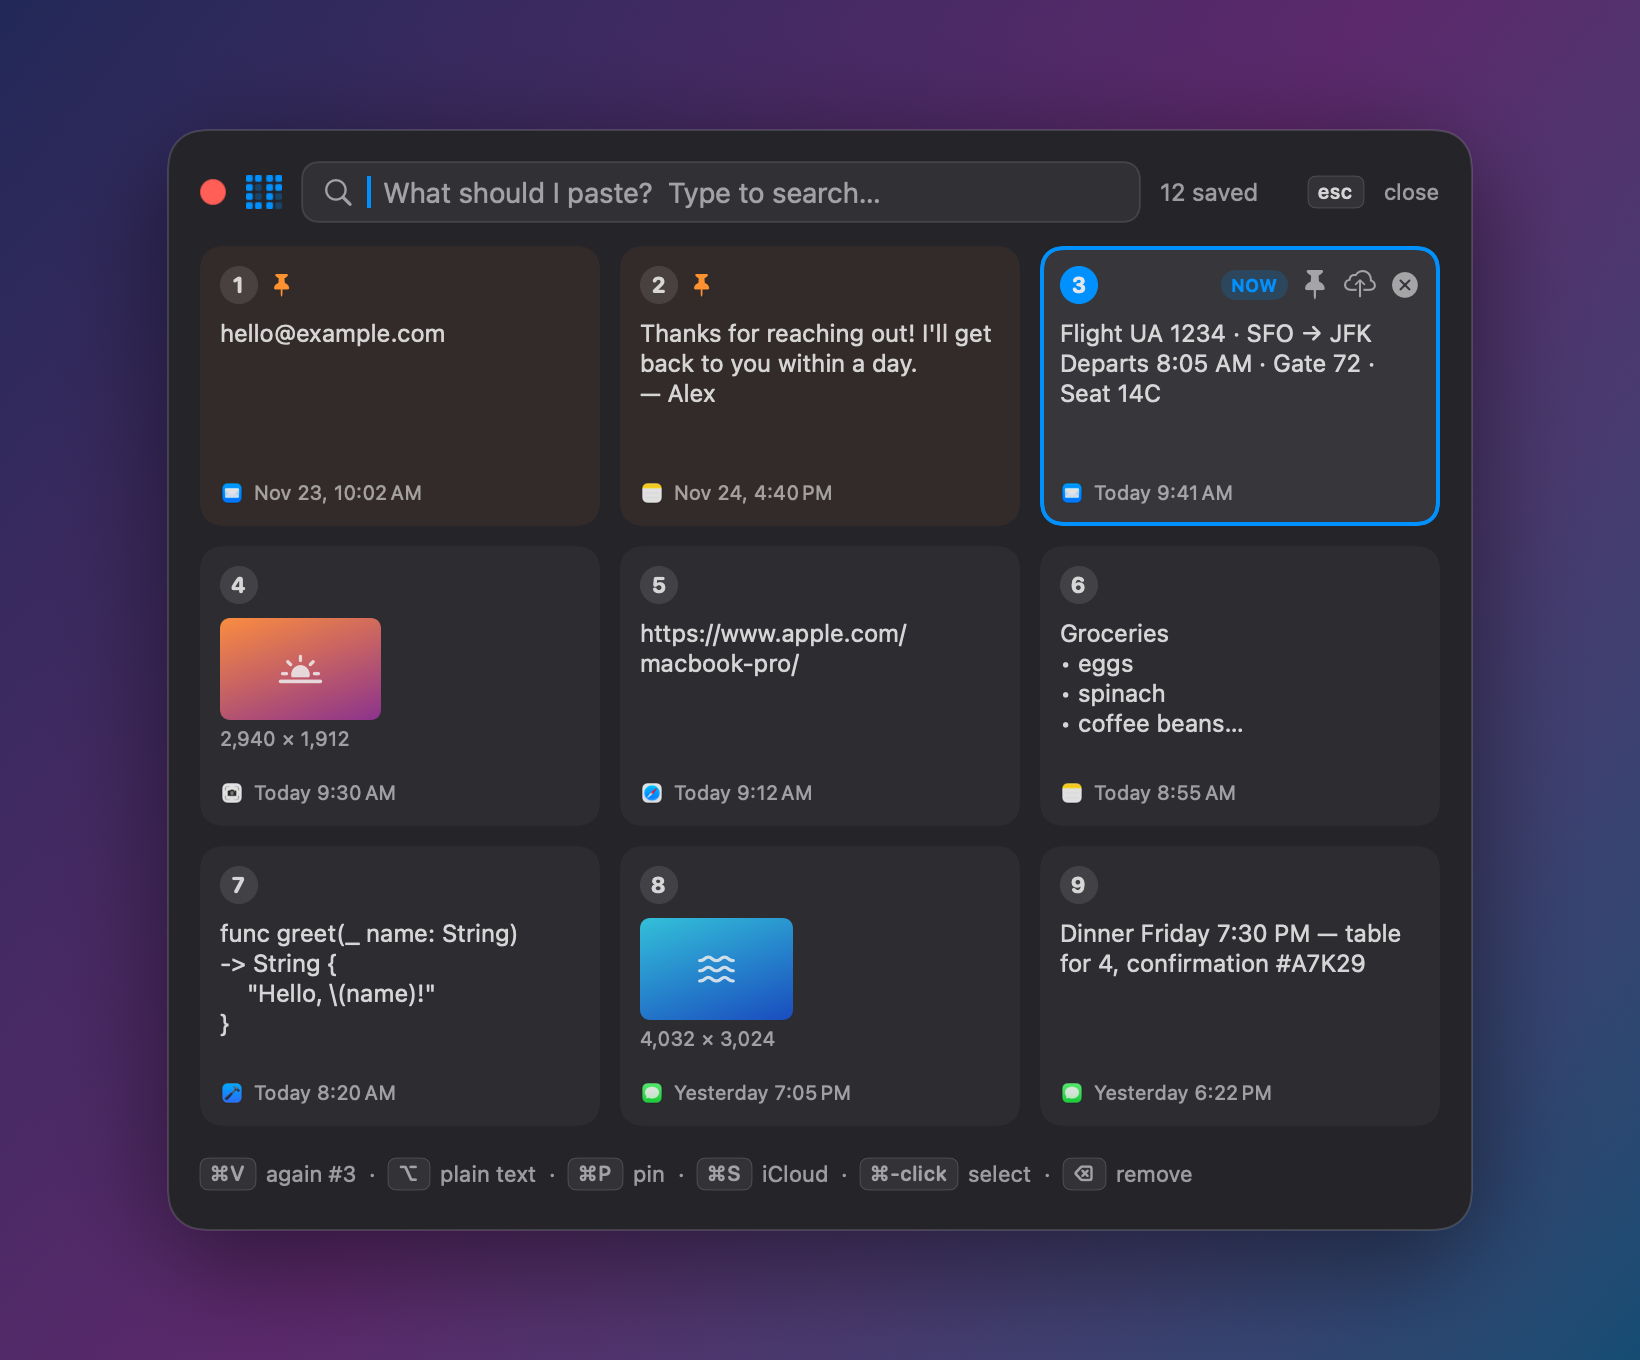 What should I paste?  Type to search...
12 saved
esc close
1
hello@example.com
Nov 23, 10:02 AM
2
Thanks for reaching out! I'll get
back to you within a day.
— Alex
Nov 24, 4:40 PM
3 NOW
Flight UA 1234 · SFO → JFK
Departs 8:05 AM · Gate 72 ·
Seat 14C
Today 9:41 AM
4
2,940 × 1,912
Today 9:30 AM
5
https://www.apple.com/
macbook-pro/
Today 9:12 AM
6
Groceries
• eggs
• spinach
• coffee beans...
Today 8:55 AM
7
func greet(_ name: String)
-> String {
    "Hello, \(name)!"
}
Today 8:20 AM
8
4,032 × 3,024
Yesterday 7:05 PM
9
Dinner Friday 7:30 PM — table
for 4, confirmation #A7K29
Yesterday 6:22 PM
⌘V again #3 · ⌥ plain text · ⌘P pin · ⌘S iCloud · ⌘-click select · ⌫ remove